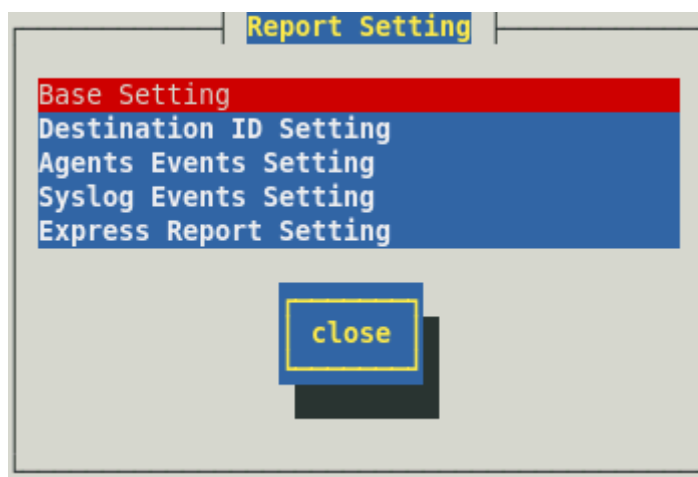 Report Setting
Base Setting
Destination ID Setting
Agents Events Setting
Syslog Events Setting
Express Report Setting
close